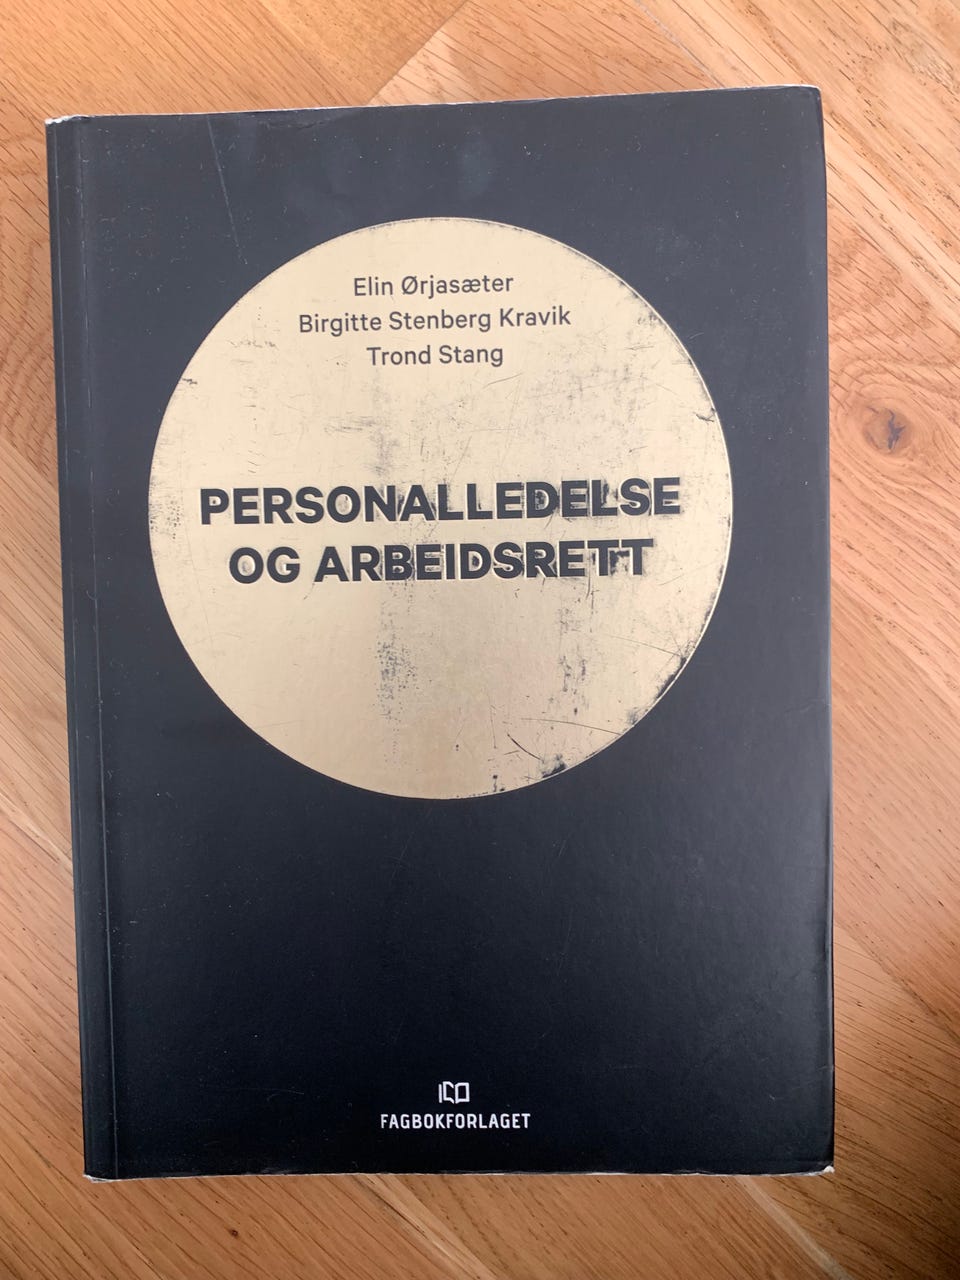 Elin Ørjasæter
Birgitte Stenberg Kravik
Trond Stang
PERSONALLEDELSE
OG ARBEIDSRETT
FAGBOKFORLAGET